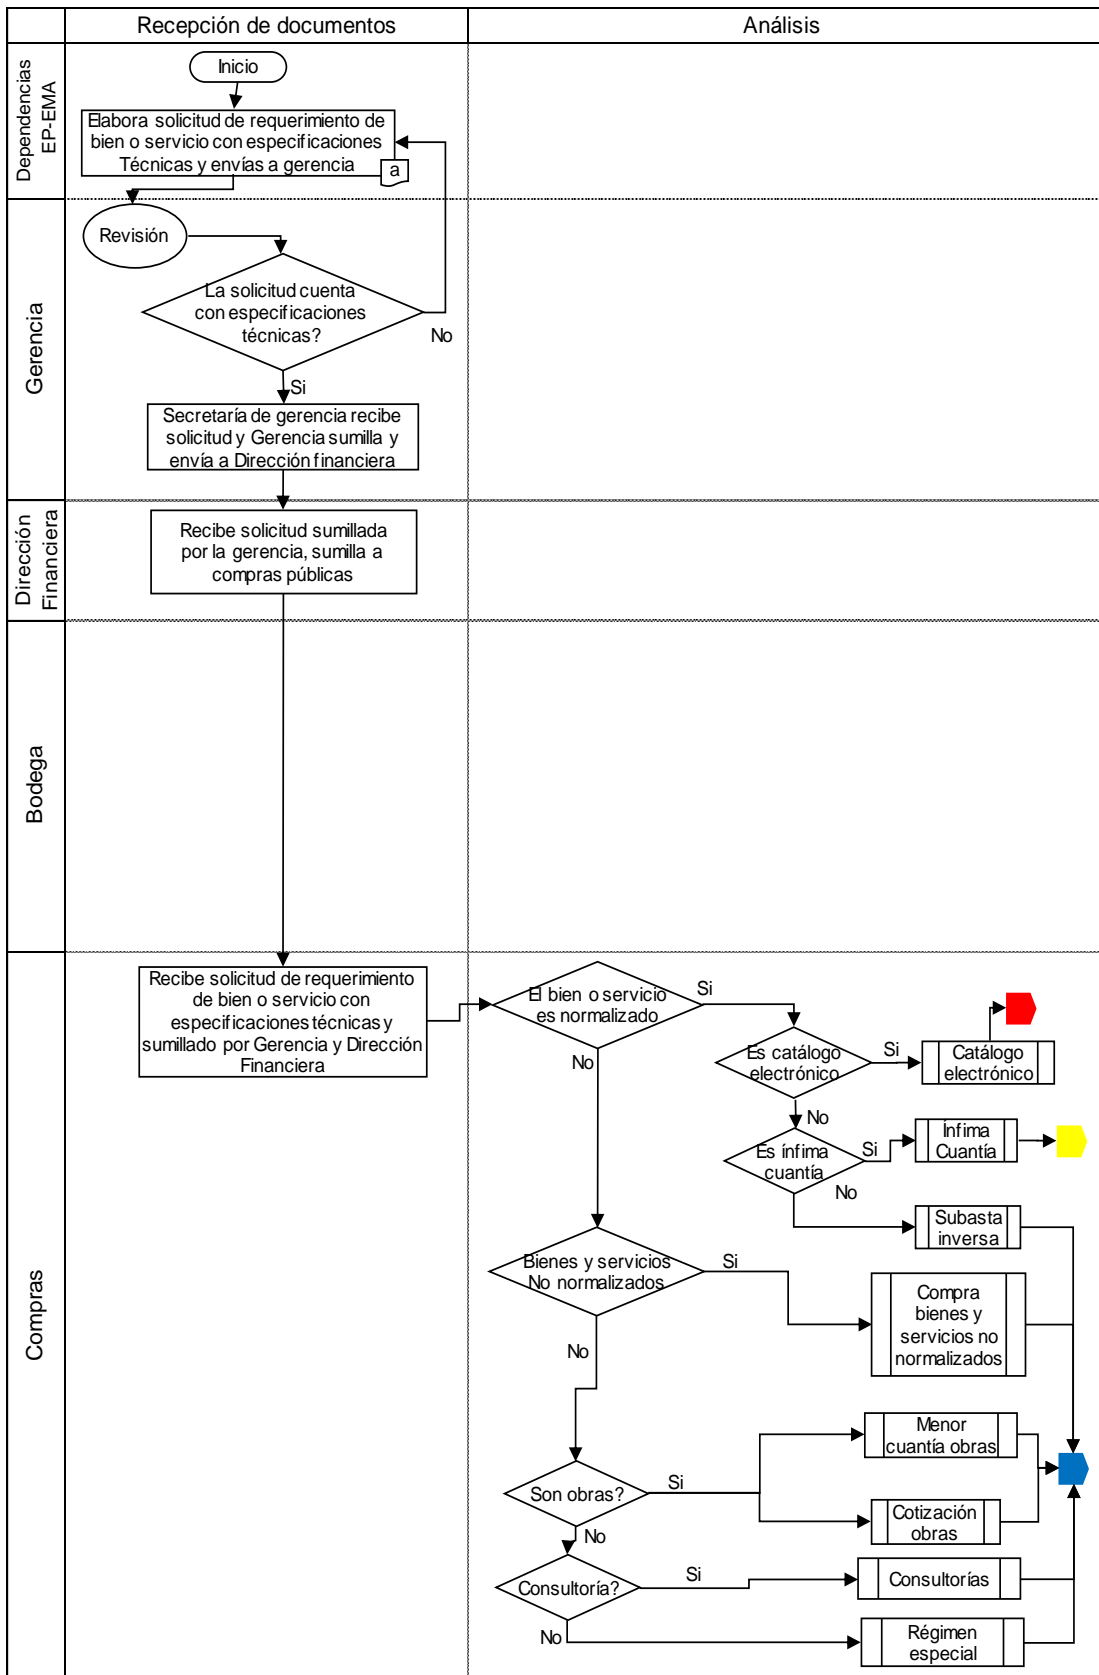 Recepción de documentos
Análisis
Dependencias
EP-EMA
Inicio
Elabora solicitud de requerimiento de
bien o servicio con especificaciones
Técnicas y envías a gerencia
a
Gerencia
Revisión
La solicitud cuenta
con especificaciones
técnicas?
No
Si
Secretaría de gerencia recibe
solicitud y Gerencia sumilla y
envía a Dirección financiera
Dirección
Financiera
Recibe solicitud sumillada
por la gerencia, sumilla a
compras públicas
Bodega
Compras
Recibe solicitud de requerimiento
de bien o servicio con
especificaciones técnicas y
sumillado por Gerencia y Dirección
Financiera
El bien o servicio
es normalizado
Si
No
Es catálogo
electrónico
Si
Catálogo
electrónico
No
Es ínfima
cuantía
Si
Ínfima
Cuantía
No
Subasta
inversa
Bienes y servicios
No normalizados
Si
Compra
bienes y
servicios no
normalizados
No
Menor
cuantía obras
Son obras?
Si
Cotización
obras
No
Consultoría?
Si
Consultorías
No
Régimen
especial